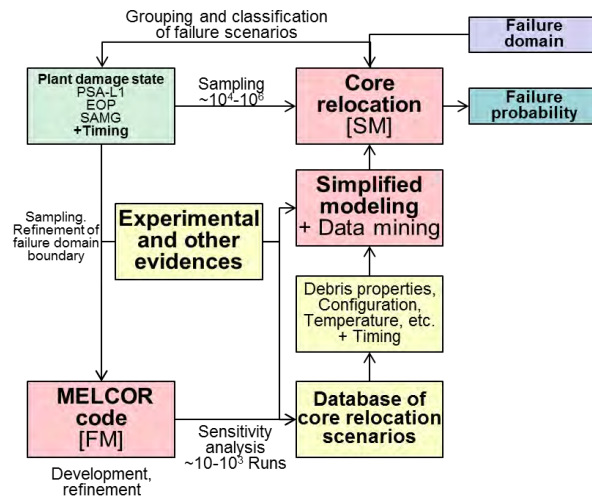 Grouping and classification
of failure scenarios
Failure
domain
Plant damage state
PSA-L1
EOP
SAMG
+Timing
Sampling
~10⁴-10⁶
Core
relocation
[SM]
Failure
probability
Sampling.
Refinement of
failure domain
boundary
Experimental
and other
evidences
Simplified
modeling
+ Data mining
Debris properties,
Configuration,
Temperature, etc.
+ Timing
MELCOR
code
[FM]
Sensitivity
analysis
~10-10³ Runs
Database of
core relocation
scenarios
Development,
refinement